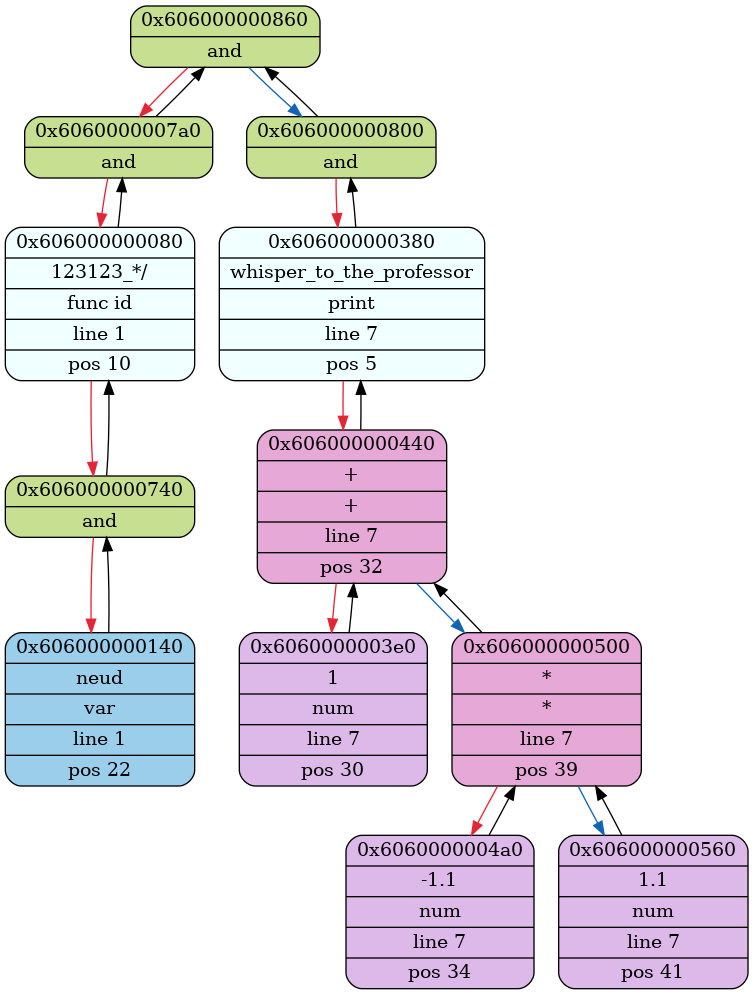 0x606000000860
and
0x6060000007a0
and
0x606000000800
and
0x606000000080
123123_*/
func id
line 1
pos 10
0x606000000380
whisper_to_the_professor
print
line 7
pos 5
0x606000000740
and
0x606000000440
+
+
line 7
pos 32
0x606000000140
neud
var
line 1
pos 22
0x6060000003e0
1
num
line 7
pos 30
0x606000000500
*
*
line 7
pos 39
0x6060000004a0
-1.1
num
line 7
pos 34
0x606000000560
1.1
num
line 7
pos 41